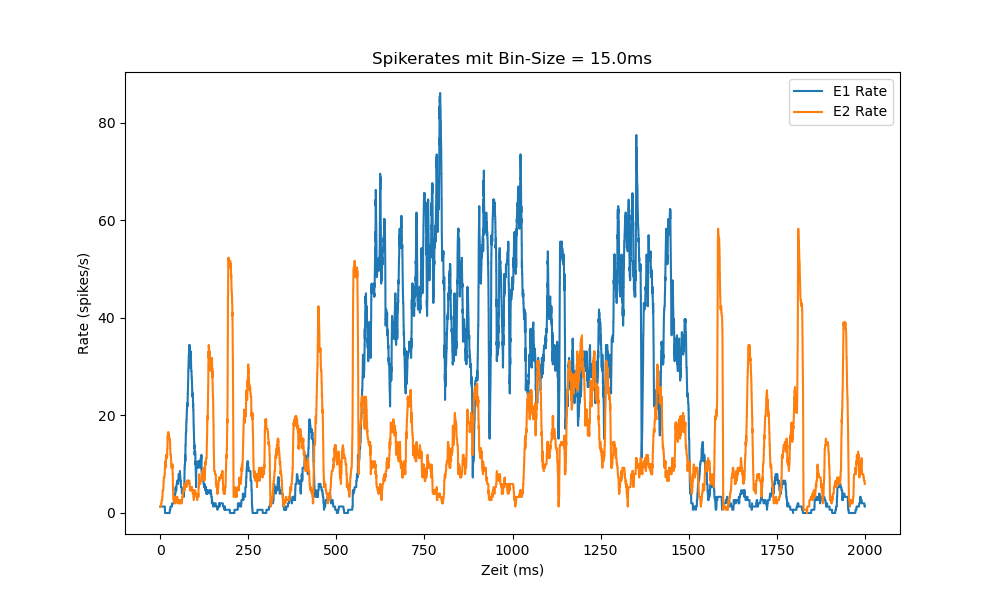 Spikerates mit Bin-Size = 15.0ms
E1 Rate
E2 Rate
80
60
40
20
0
Rate (spikes/s)
0 250 500 750 1000 1250 1500 1750 2000
Zeit (ms)